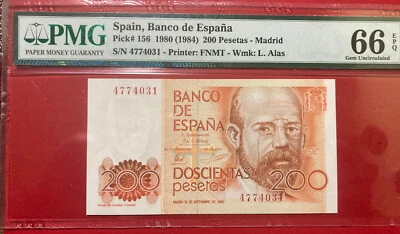 PMG
PAPER MONEY GUARANTY
Spain, Banco de España
Pick# 156 1980 (1984) 200 Pesetas - Madrid
S/N 4774031 - Printer: FNMT - Wmk: L. Alas
66 EPQ
Gem Uncirculated
4774031
BANCO
DE
ESPAÑA
DOSCIENTAS
200 pesetas 200
4774031